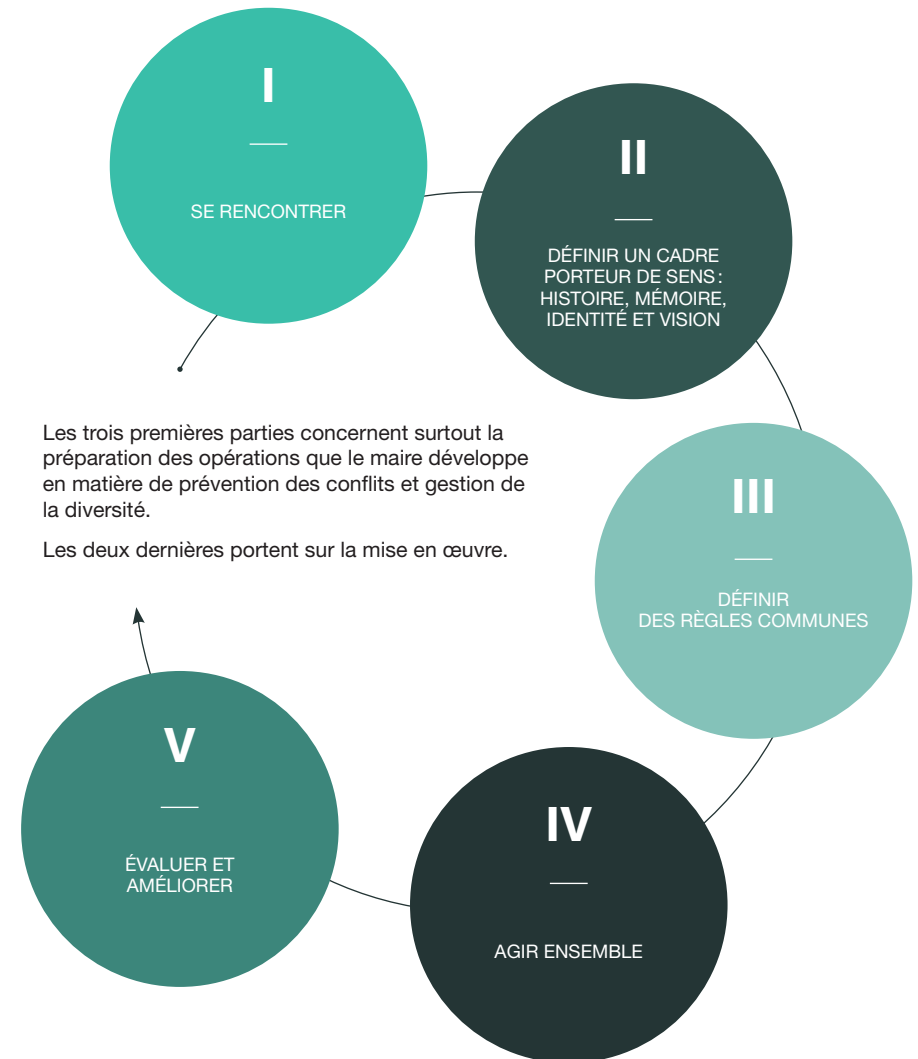 I
SE RENCONTRER
II
DÉFINIR UN CADRE
PORTEUR DE SENS :
HISTOIRE, MÉMOIRE,
IDENTITÉ ET VISION
III
DÉFINIR
DES RÈGLES COMMUNES
Les trois premières parties concernent surtout la
préparation des opérations que le maire développe
en matière de prévention des conflits et gestion de
la diversité.
Les deux dernières portent sur la mise en œuvre.
IV
AGIR ENSEMBLE
V
ÉVALUER ET
AMÉLIORER